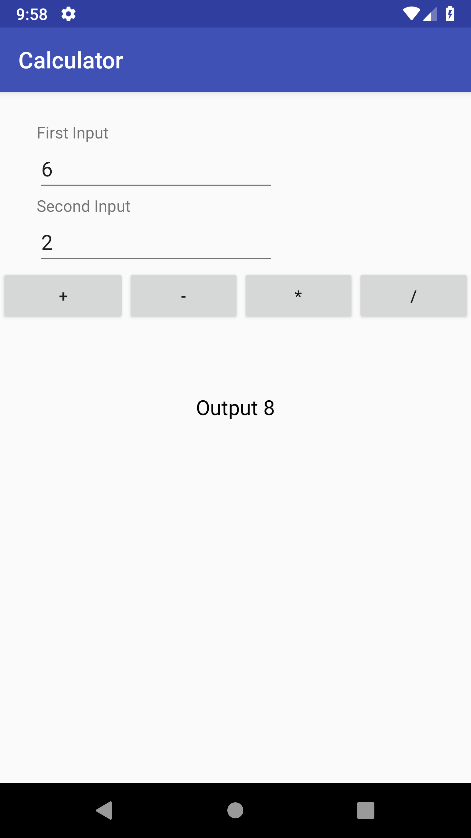 9:58
Calculator
First Input
6
Second Input
2
+ - * /
Output 8